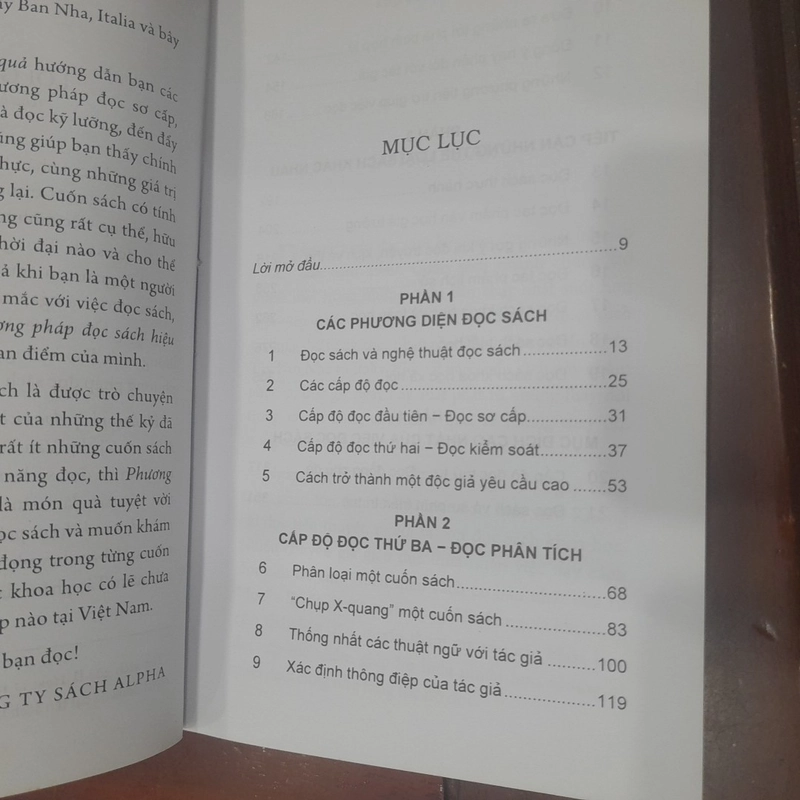 y Ban Nha, Italia và bây
quả hướng dẫn bạn các
ương pháp đọc sơ cấp,
à đọc kỹ lưỡng, đến đấy
ũng giúp bạn thấy chính
hực, cùng những giá trị
g lại. Cuốn sách có tính
ng cũng rất cụ thể, hữu
hời đại nào và cho thế
á khi bạn là một người
mắc với việc đọc sách,
ơng pháp đọc sách hiệu
an điểm của mình.
ch là được trò chuyện
t của những thế kỷ đã
rất ít những cuốn sách
năng đọc, thì Phương
là món quà tuyệt vời
ọc sách và muốn khám
đọng trong từng cuốn
t khoa học có lẽ chưa
p nào tại Việt Nam.
bạn đọc!
G TY SÁCH ALPHA
MỤC LỤC
Lời mở đầu.......................................................9
PHẦN 1
CÁC PHƯƠNG DIỆN ĐỌC SÁCH
1 Đọc sách và nghệ thuật đọc sách.............13
2 Các cấp độ đọc.................................25
3 Cấp độ đọc đầu tiên – Đọc sơ cấp.............31
4 Cấp độ đọc thứ hai – Đọc kiểm soát..........37
5 Cách trở thành một độc giả yêu cầu cao.......53
PHẦN 2
CẤP ĐỘ ĐỌC THỨ BA – ĐỌC PHÂN TÍCH
6 Phân loại một cuốn sách.......................68
7 “Chụp X-quang” một cuốn sách.................83
8 Thống nhất các thuật ngữ với tác giả.........100
9 Xác định thông điệp của tác giả...............119